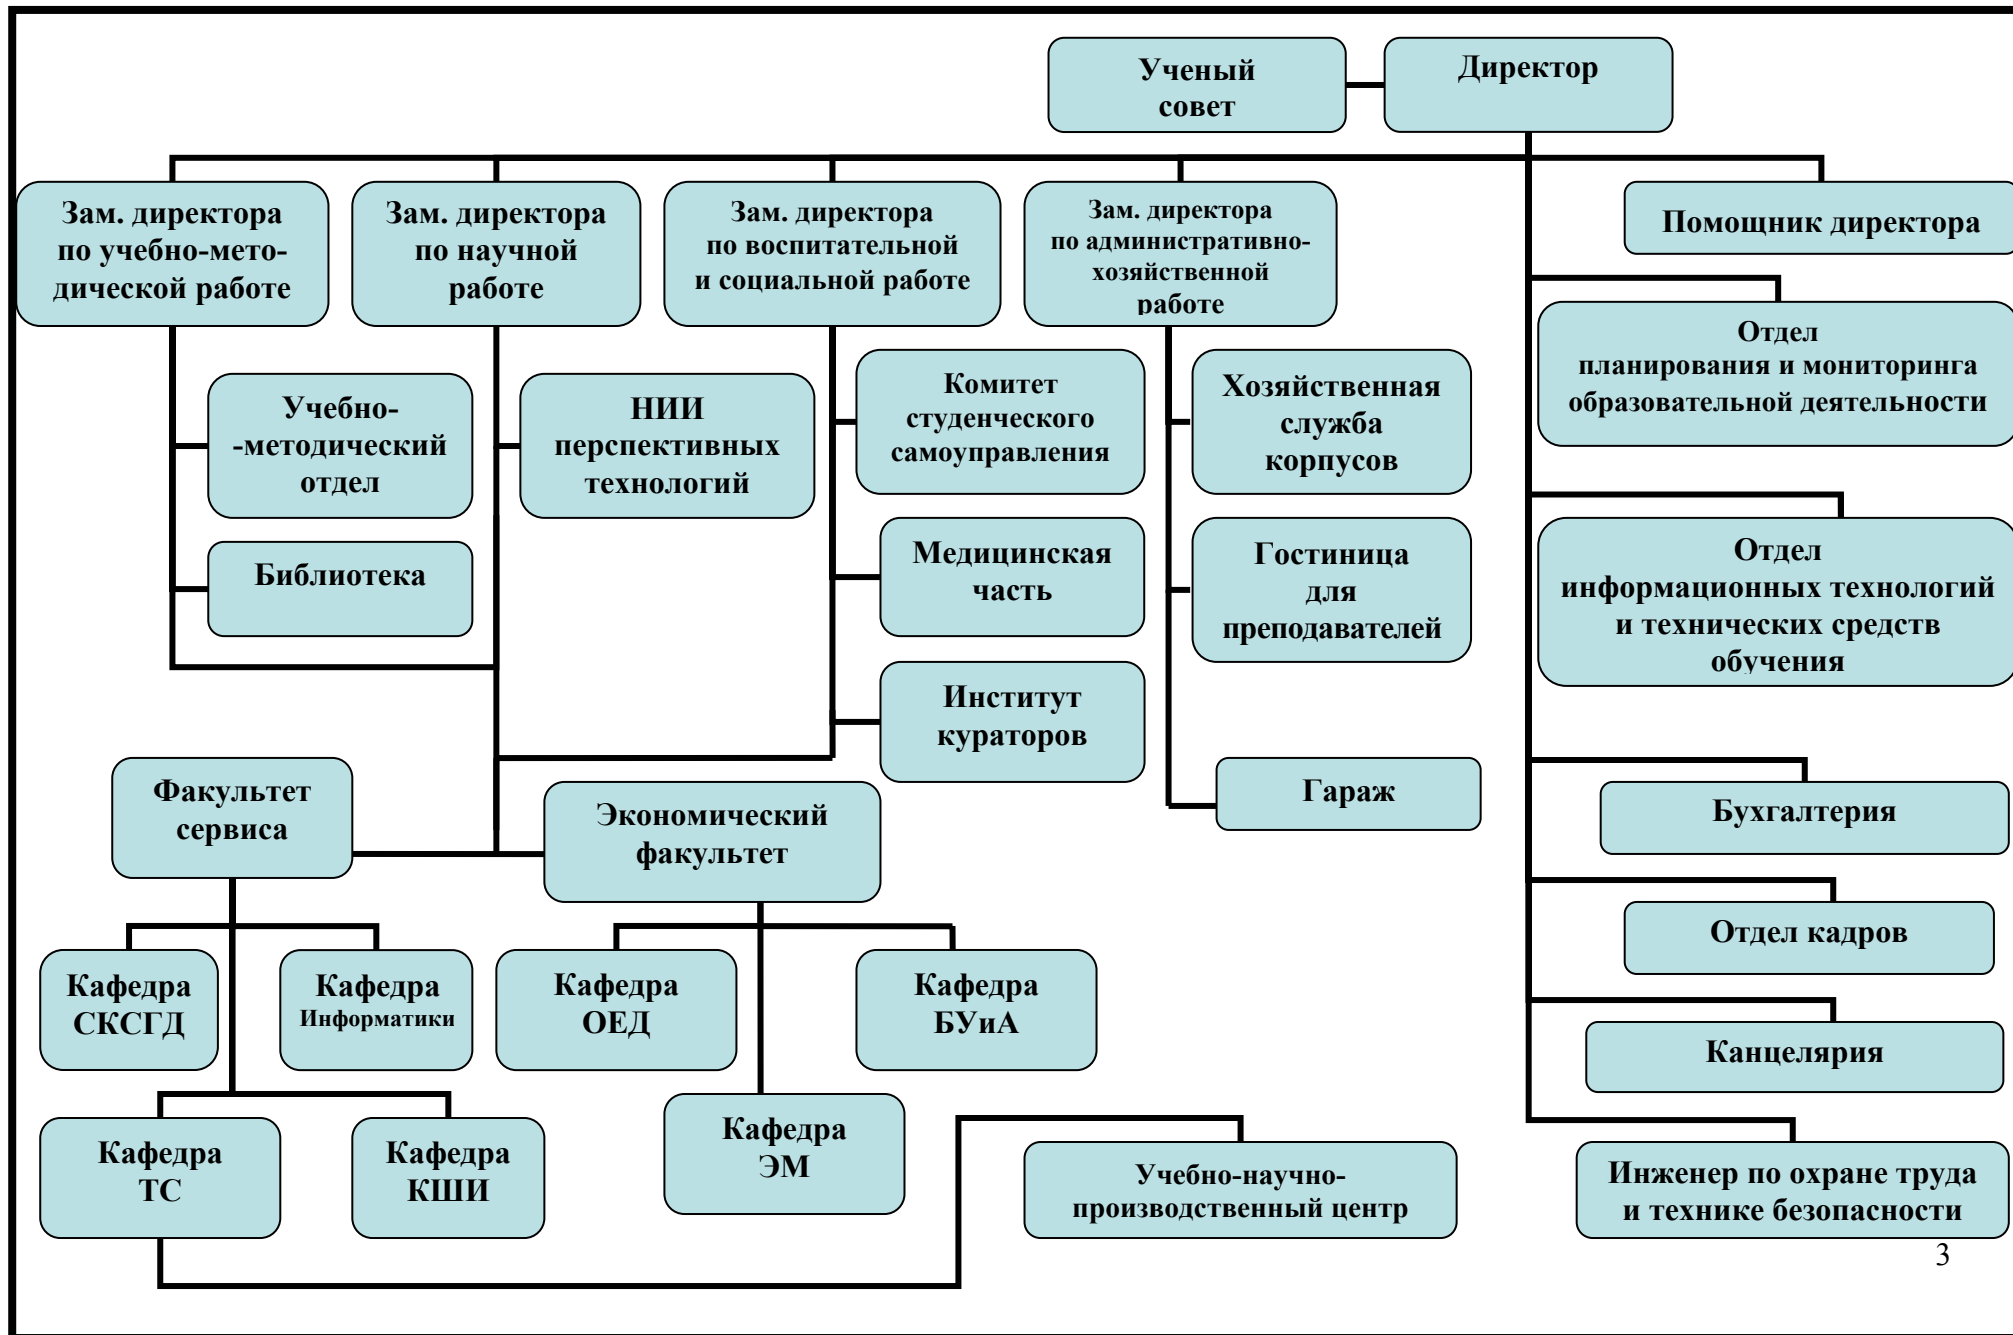 Ученый
совет
Директор
Зам. директора
по учебно-мето-
дической работе
Зам. директора
по научной
работе
Зам. директора
по воспитательной
и социальной работе
Зам. директора
по административно-
хозяйственной
работе
Помощник директора
Отдел
планирования и мониторинга
образовательной деятельности
Учебно-
-методический
отдел
НИИ
перспективных
технологий
Комитет
студенческого
самоуправления
Хозяйственная
служба
корпусов
Библиотека
Медицинская
часть
Гостиница
для
преподавателей
Отдел
информационных технологий
и технических средств
обучения
Институт
кураторов
Факультет
сервиса
Экономический
факультет
Гараж
Бухгалтерия
Отдел кадров
Кафедра
СКСГД
Кафедра
Информатики
Кафедра
ОЕД
Кафедра
БУиА
Канцелярия
Кафедра
ТС
Кафедра
КШИ
Кафедра
ЭМ
Учебно-научно-
производственный центр
Инженер по охране труда
и технике безопасности
3